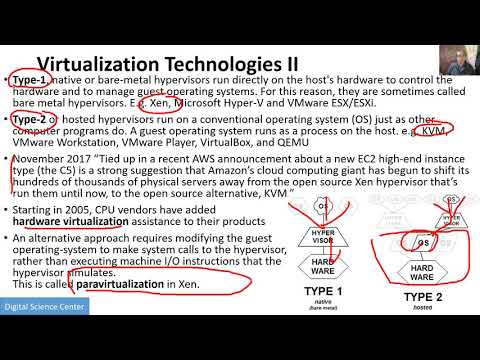 Virtualization Technologies II
• Type-1, native or bare-metal hypervisors run directly on the host's hardware to control the
hardware and to manage guest operating systems. For this reason, they are sometimes called
bare metal hypervisors. E.g. Xen, Microsoft Hyper-V and VMware ESX/ESXi.
• Type-2 or hosted hypervisors run on a conventional operating system (OS) just as other
computer programs do. A guest operating system runs as a process on the host. e.g. KVM,
VMware Workstation, VMware Player, VirtualBox, and QEMU
• November 2017 “Tied up in a recent AWS announcement about a new EC2 high-end instance
type (the C5) is a strong suggestion that Amazon’s cloud computing giant has begun to shift its
hundreds of thousands of physical servers away from the open source Xen hypervisor that’s
run them until now, to the open source alternative, KVM.”
• Starting in 2005, CPU vendors have added
hardware virtualization assistance to their products
• An alternative approach requires modifying the guest
operating-system to make system calls to the hypervisor,
rather than executing machine I/O instructions that the
hypervisor simulates.
This is called paravirtualization in Xen.
OS
HYPER
VISOR
HARD
WARE
TYPE 1
native
(bare metal)
OS
HYPER
VISOR
OS
HARD
WARE
TYPE 2
hosted
Digital Science Center